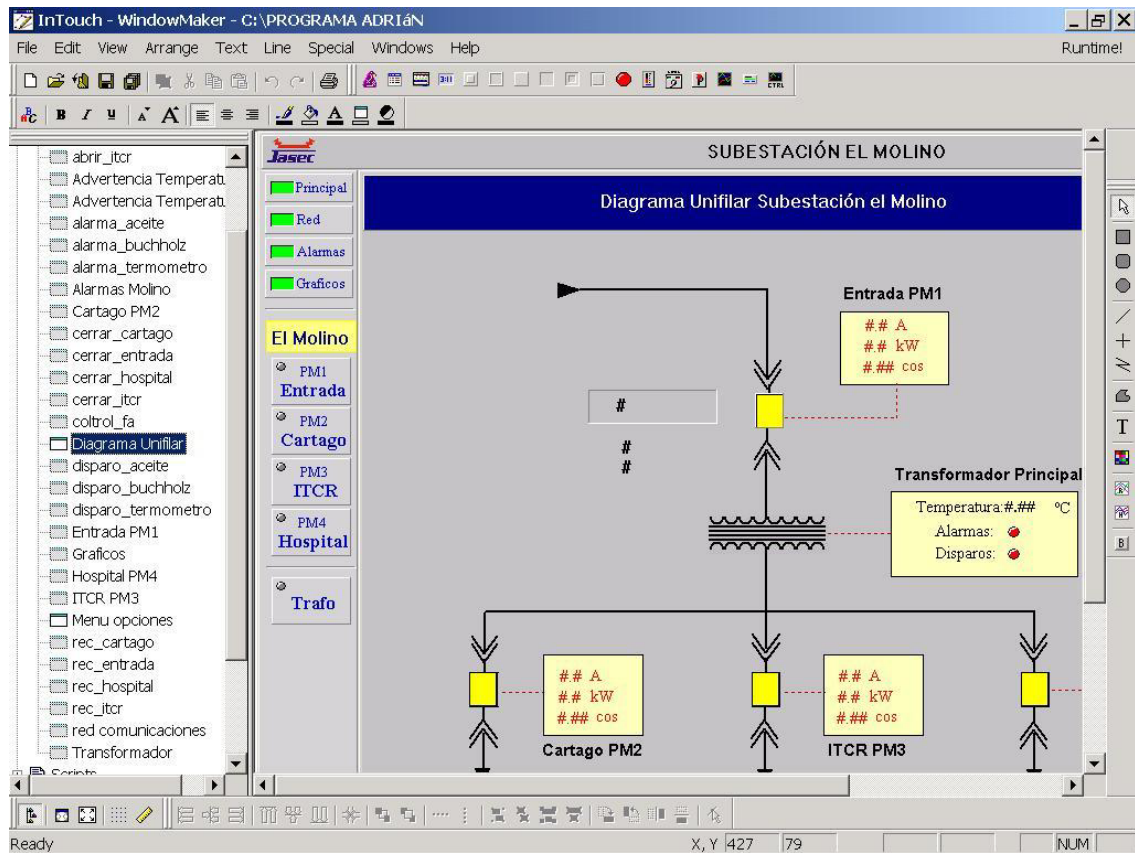 InTouch - WindowMaker - C:\PROGRAMA ADRIáN
File Edit View Arrange Text Line Special Windows Help Runtime!
abrir_itcr
Advertencia Temperatu
Advertencia Temperatu
alarma_aceite
alarma_buchholz
alarma_termometro
Alarmas Molino
Cartago PM2
cerrar_cartago
cerrar_entrada
cerrar_hospital
cerrar_itcr
coltrol_fa
Diagrama Unifilar
disparo_aceite
disparo_buchholz
disparo_termometro
Entrada PM1
Graficos
Hospital PM4
ITCR PM3
Menu opciones
rec_cartago
rec_entrada
rec_hospital
rec_itcr
red comunicaciones
Transformador
Scripts
Jasec
SUBESTACIÓN EL MOLINO
Principal
Red
Alarmas
Graficos
El Molino
PM1
Entrada
PM2
Cartago
PM3
ITCR
PM4
Hospital
Trafo
Diagrama Unifilar Subestación el Molino
Entrada PM1
#.# A
#.# kW
#.## cos
#
#
#
Transformador Principal
Temperatura:#.## ºC
Alarmas:
Disparos:
#.# A
#.# kW
#.## cos
Cartago PM2
#.# A
#.# kW
#.## cos
ITCR PM3
Ready
X, Y 427 79
NUM